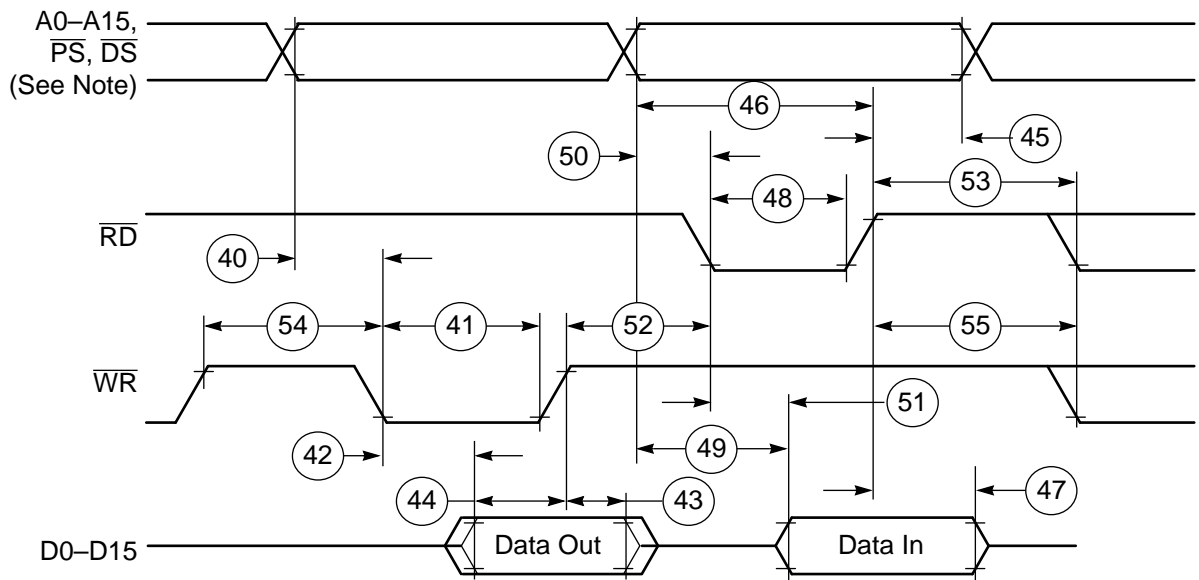 A0–A15,
PS, DS
(See Note)
46
45
50
53
48
RD
40
54
41
52
55
WR
51
42
49
44
43
47
D0–D15
Data Out
Data In